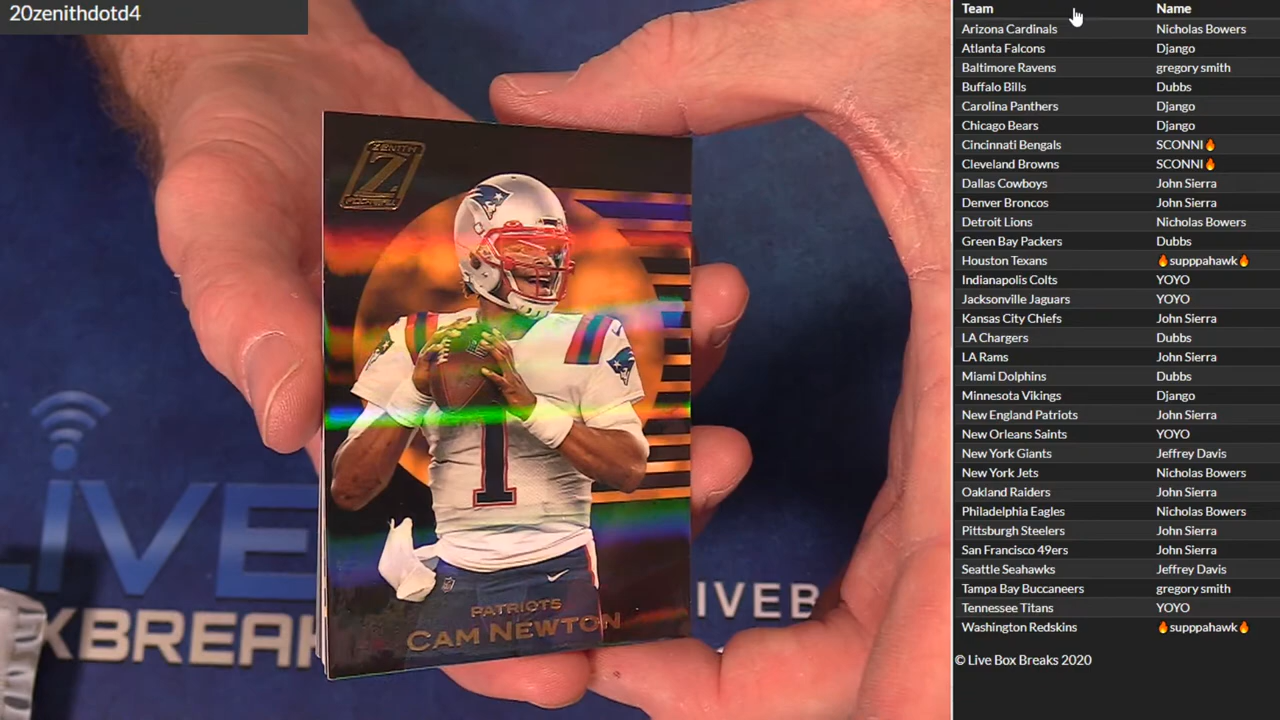 20zenithdotd4
ZENITH
Z
FOOTBALL
1
PATRIOTS
CAM NEWTON
LIVE
KBREAK
LIVEB
Team Name
Arizona Cardinals Nicholas Bowers
Atlanta Falcons Django
Baltimore Ravens gregory smith
Buffalo Bills Dubbs
Carolina Panthers Django
Chicago Bears Django
Cincinnati Bengals SCONNI🔥
Cleveland Browns SCONNI🔥
Dallas Cowboys John Sierra
Denver Broncos John Sierra
Detroit Lions Nicholas Bowers
Green Bay Packers Dubbs
Houston Texans 🔥supppahawk🔥
Indianapolis Colts YOYO
Jacksonville Jaguars YOYO
Kansas City Chiefs John Sierra
LA Chargers Dubbs
LA Rams John Sierra
Miami Dolphins Dubbs
Minnesota Vikings Django
New England Patriots John Sierra
New Orleans Saints YOYO
New York Giants Jeffrey Davis
New York Jets Nicholas Bowers
Oakland Raiders John Sierra
Philadelphia Eagles Nicholas Bowers
Pittsburgh Steelers John Sierra
San Francisco 49ers John Sierra
Seattle Seahawks Jeffrey Davis
Tampa Bay Buccaneers gregory smith
Tennessee Titans YOYO
Washington Redskins 🔥supppahawk🔥
© Live Box Breaks 2020